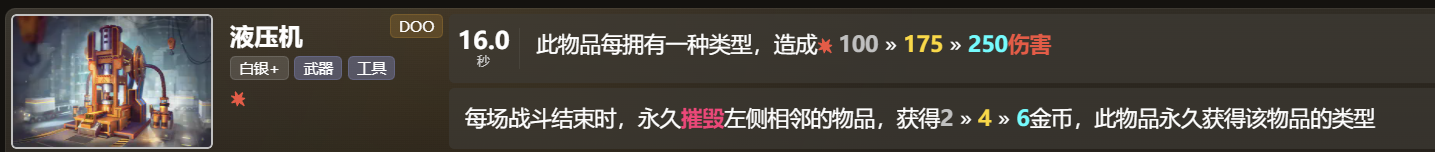 液压机
DOO
白银+ 武器 工具
16.0
秒
此物品每拥有一种类型，造成 100 » 175 » 250伤害
每场战斗结束时，永久摧毁左侧相邻的物品，获得2 » 4 » 6金币，此物品永久获得该物品的类型